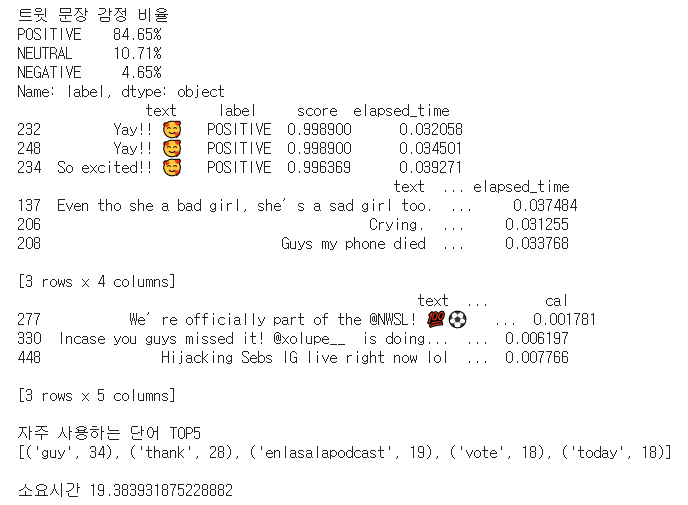 트윗 문장 감정 비율
POSITIVE 84.65%
NEUTRAL 10.71%
NEGATIVE 4.65%
Name: label, dtype: object
text label score elapsed_time
232 Yay!! 🥰 POSITIVE 0.998900 0.032058
248 Yay!! 🥰 POSITIVE 0.998900 0.034501
234 So excited!! 🥰 POSITIVE 0.996369 0.039271
text ... elapsed_time
137 Even tho she a bad girl, she’s a sad girl too. ... 0.037484
206 Crying. ... 0.031255
208 Guys my phone died ... 0.033768
[3 rows x 4 columns]
text ... cal
277 We’re officially part of the @NWSL! 💯⚽ ... 0.001781
330 Incase you guys missed it! @xolupe__ is doing... ... 0.006197
448 Hijacking Sebs IG live right now lol ... 0.007766
[3 rows x 5 columns]
자주 사용하는 단어 TOP5
[('guy', 34), ('thank', 28), ('enlasalapodcast', 19), ('vote', 18), ('today', 18)]
소요시간 19.383931875228882